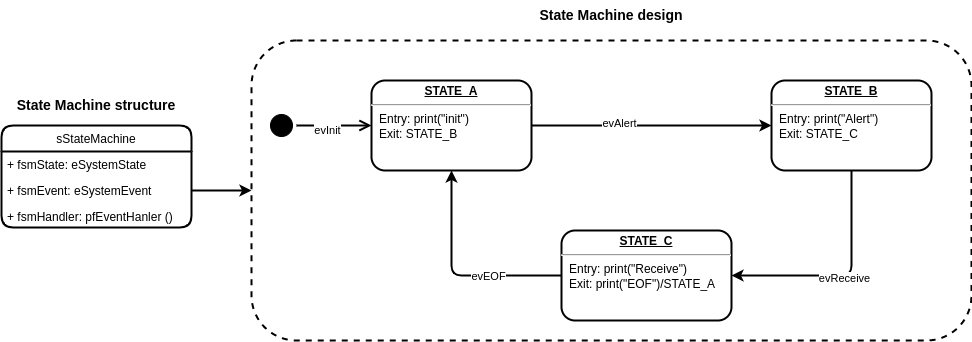 State Machine design
State Machine structure
sStateMachine
+ fsmState: eSystemState
+ fsmEvent: eSystemEvent
+ fsmHandler: pfEventHanler ()
evInit
STATE_A
Entry: print("init")
Exit: STATE_B
evAlert
STATE_B
Entry: print("Alert")
Exit: STATE_C
STATE_C
Entry: print("Receive")
Exit: print("EOF")/STATE_A
evEOF
evReceive